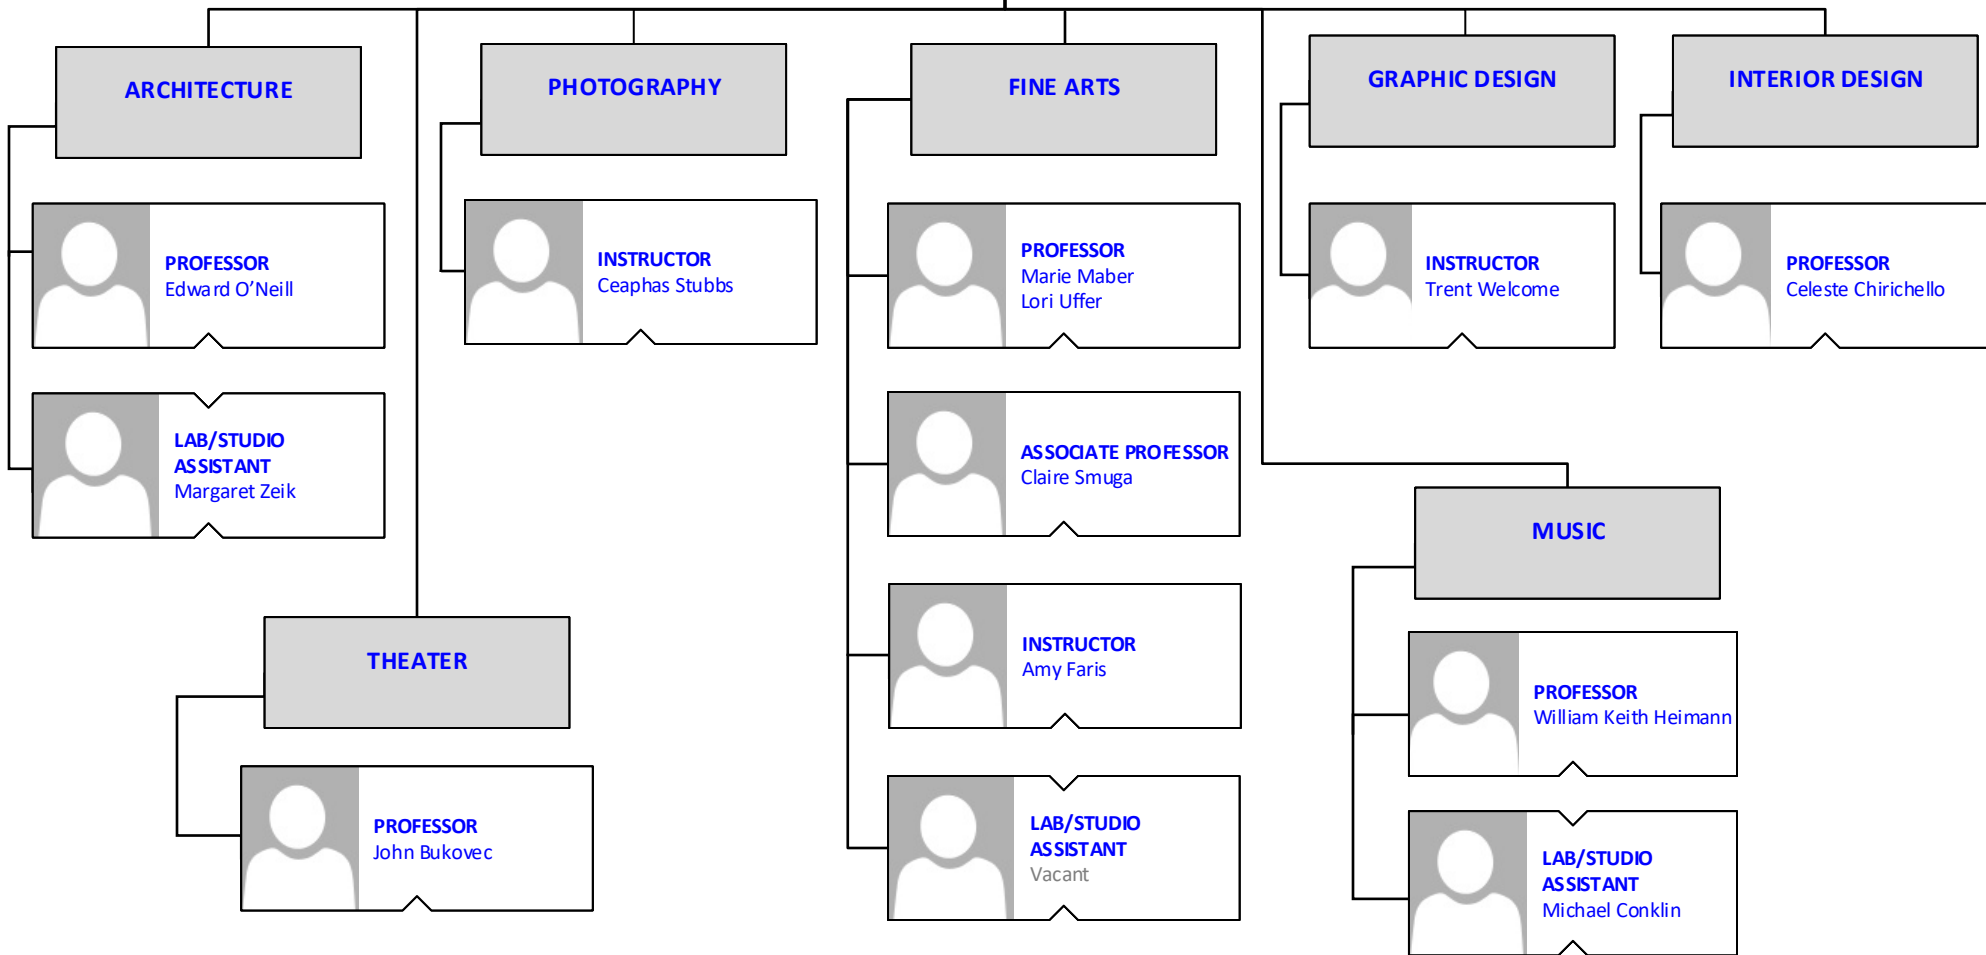 ARCHITECTURE
PROFESSOR
Edward O’Neill
LAB/STUDIO
ASSISTANT
Margaret Zeik
THEATER
PROFESSOR
John Bukovec
PHOTOGRAPHY
INSTRUCTOR
Ceaphas Stubbs
FINE ARTS
PROFESSOR
Marie Maber
Lori Uffer
ASSOCIATE PROFESSOR
Claire Smuga
INSTRUCTOR
Amy Faris
LAB/STUDIO
ASSISTANT
Vacant
GRAPHIC DESIGN
INSTRUCTOR
Trent Welcome
INTERIOR DESIGN
PROFESSOR
Celeste Chirichello
MUSIC
PROFESSOR
William Keith Heimann
LAB/STUDIO
ASSISTANT
Michael Conklin